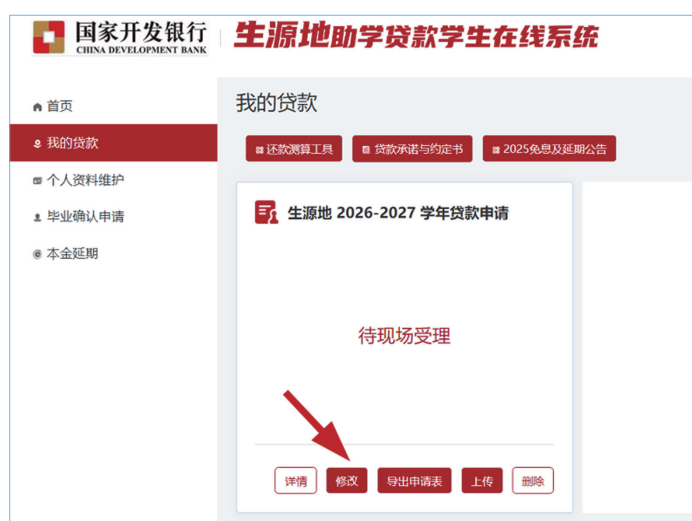 国家开发银行
CHINA DEVELOPMENT BANK
生源地助学贷款学生在线系统
首页
我的贷款
个人资料维护
毕业确认申请
本金延期
我的贷款
还款测算工具 贷款承诺与约定书 2025免息及延期公告
生源地 2026-2027 学年贷款申请
待现场受理
详情 修改 导出申请表 上传 删除